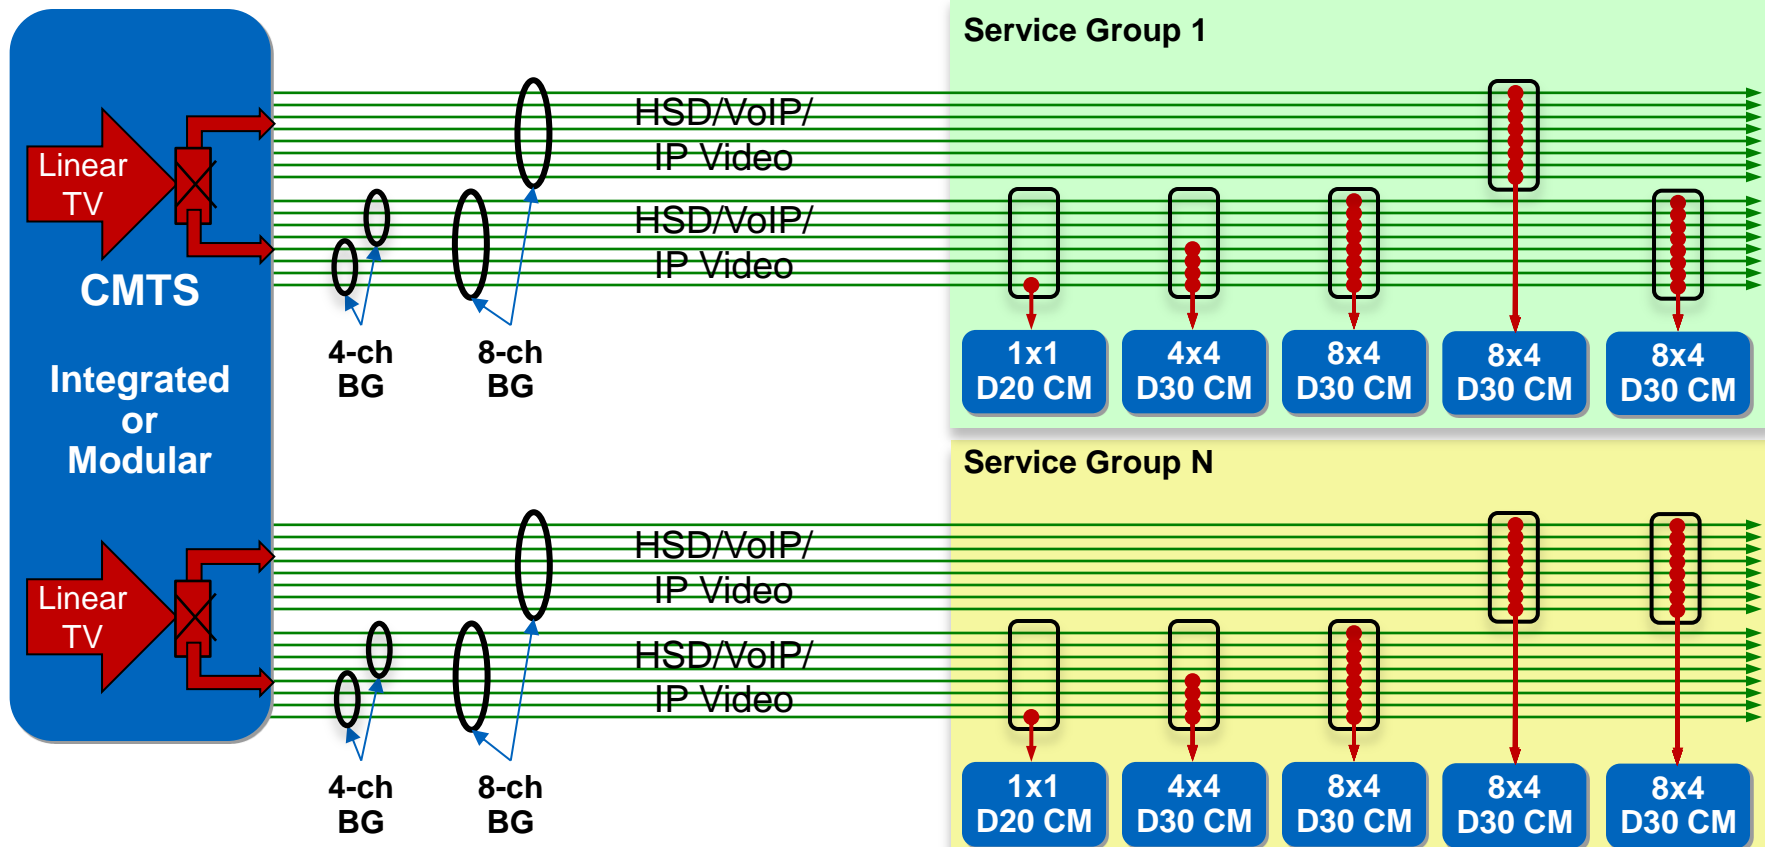 Linear
TV
CMTS
Integrated
or
Modular
Linear
TV
HSD/VoIP/
IP Video
HSD/VoIP/
IP Video
4-ch
BG
8-ch
BG
Service Group 1
1x1
D20 CM
4x4
D30 CM
8x4
D30 CM
8x4
D30 CM
8x4
D30 CM
HSD/VoIP/
IP Video
HSD/VoIP/
IP Video
4-ch
BG
8-ch
BG
Service Group N
1x1
D20 CM
4x4
D30 CM
8x4
D30 CM
8x4
D30 CM
8x4
D30 CM